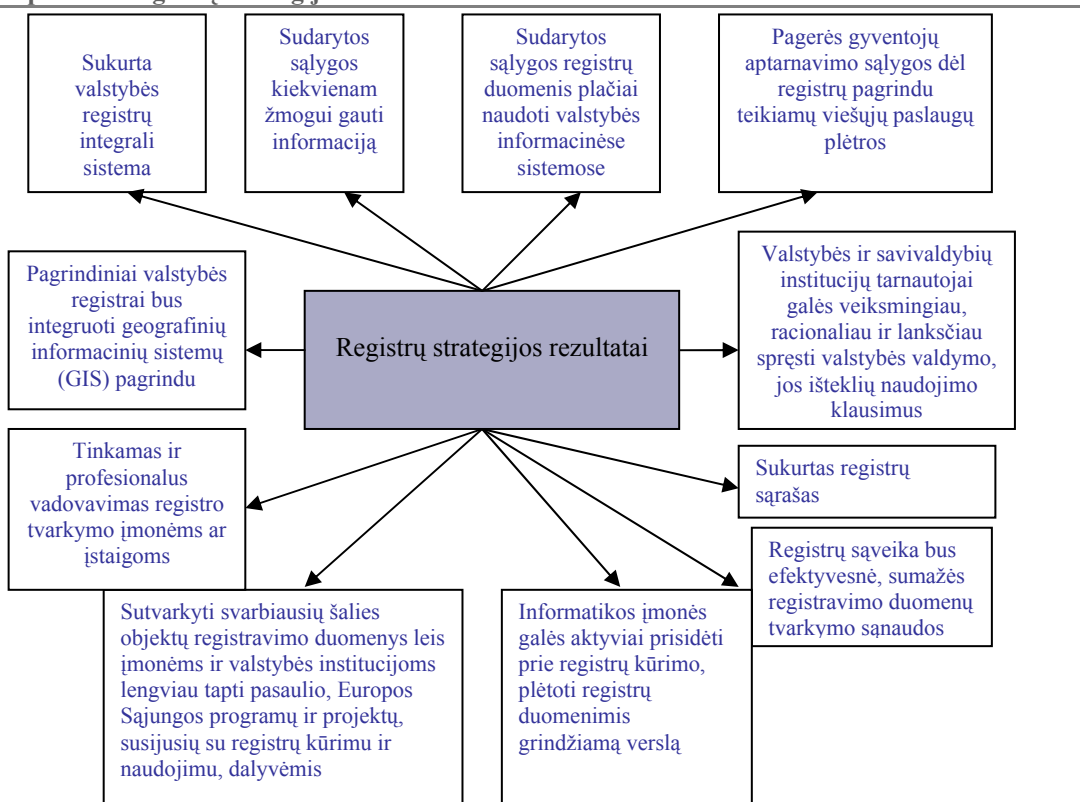 Sukurta
valstybės
registrų
integrali
sistema
Sudarytos
sąlygos
kiekvienam
žmogui gauti
informaciją
Sudarytos
sąlygos registrų
duomenis plačiai
naudoti valstybės
informacinėse
sistemose
Pagerės gyventojų
aptarnavimo sąlygos dėl
registrų pagrindu
teikiamų viešųjų paslaugų
plėtros
Pagrindiniai valstybės
registrai bus
integruoti geografinių
informacinių sistemų
(GIS) pagrindu
Registrų strategijos rezultatai
Valstybės ir savivaldybių
institucijų tarnautojai
galės veiksmingiau,
racionaliau ir lanksčiau
spręsti valstybės valdymo,
jos išteklių naudojimo
klausimus
Tinkamas ir
profesionalus
vadovavimas registro
tvarkymo įmonėms ar
įstaigoms
Sukurtas registrų
sąrašas
Registrų sąveika bus
efektyvesnė, sumažės
registravimo duomenų
tvarkymo sąnaudos
Sutvarkyti svarbiausių šalies
objektų registravimo duomenys leis
įmonėms ir valstybės institucijoms
lengviau tapti pasaulio, Europos
Sąjungos programų ir projektų,
susijusių su registrų kūrimu ir
naudojimu, dalyvėmis
Informatikos įmonės
galės aktyviai prisidėti
prie registrų kūrimo,
plėtoti registrų
duomenimis
grindžiamą verslą